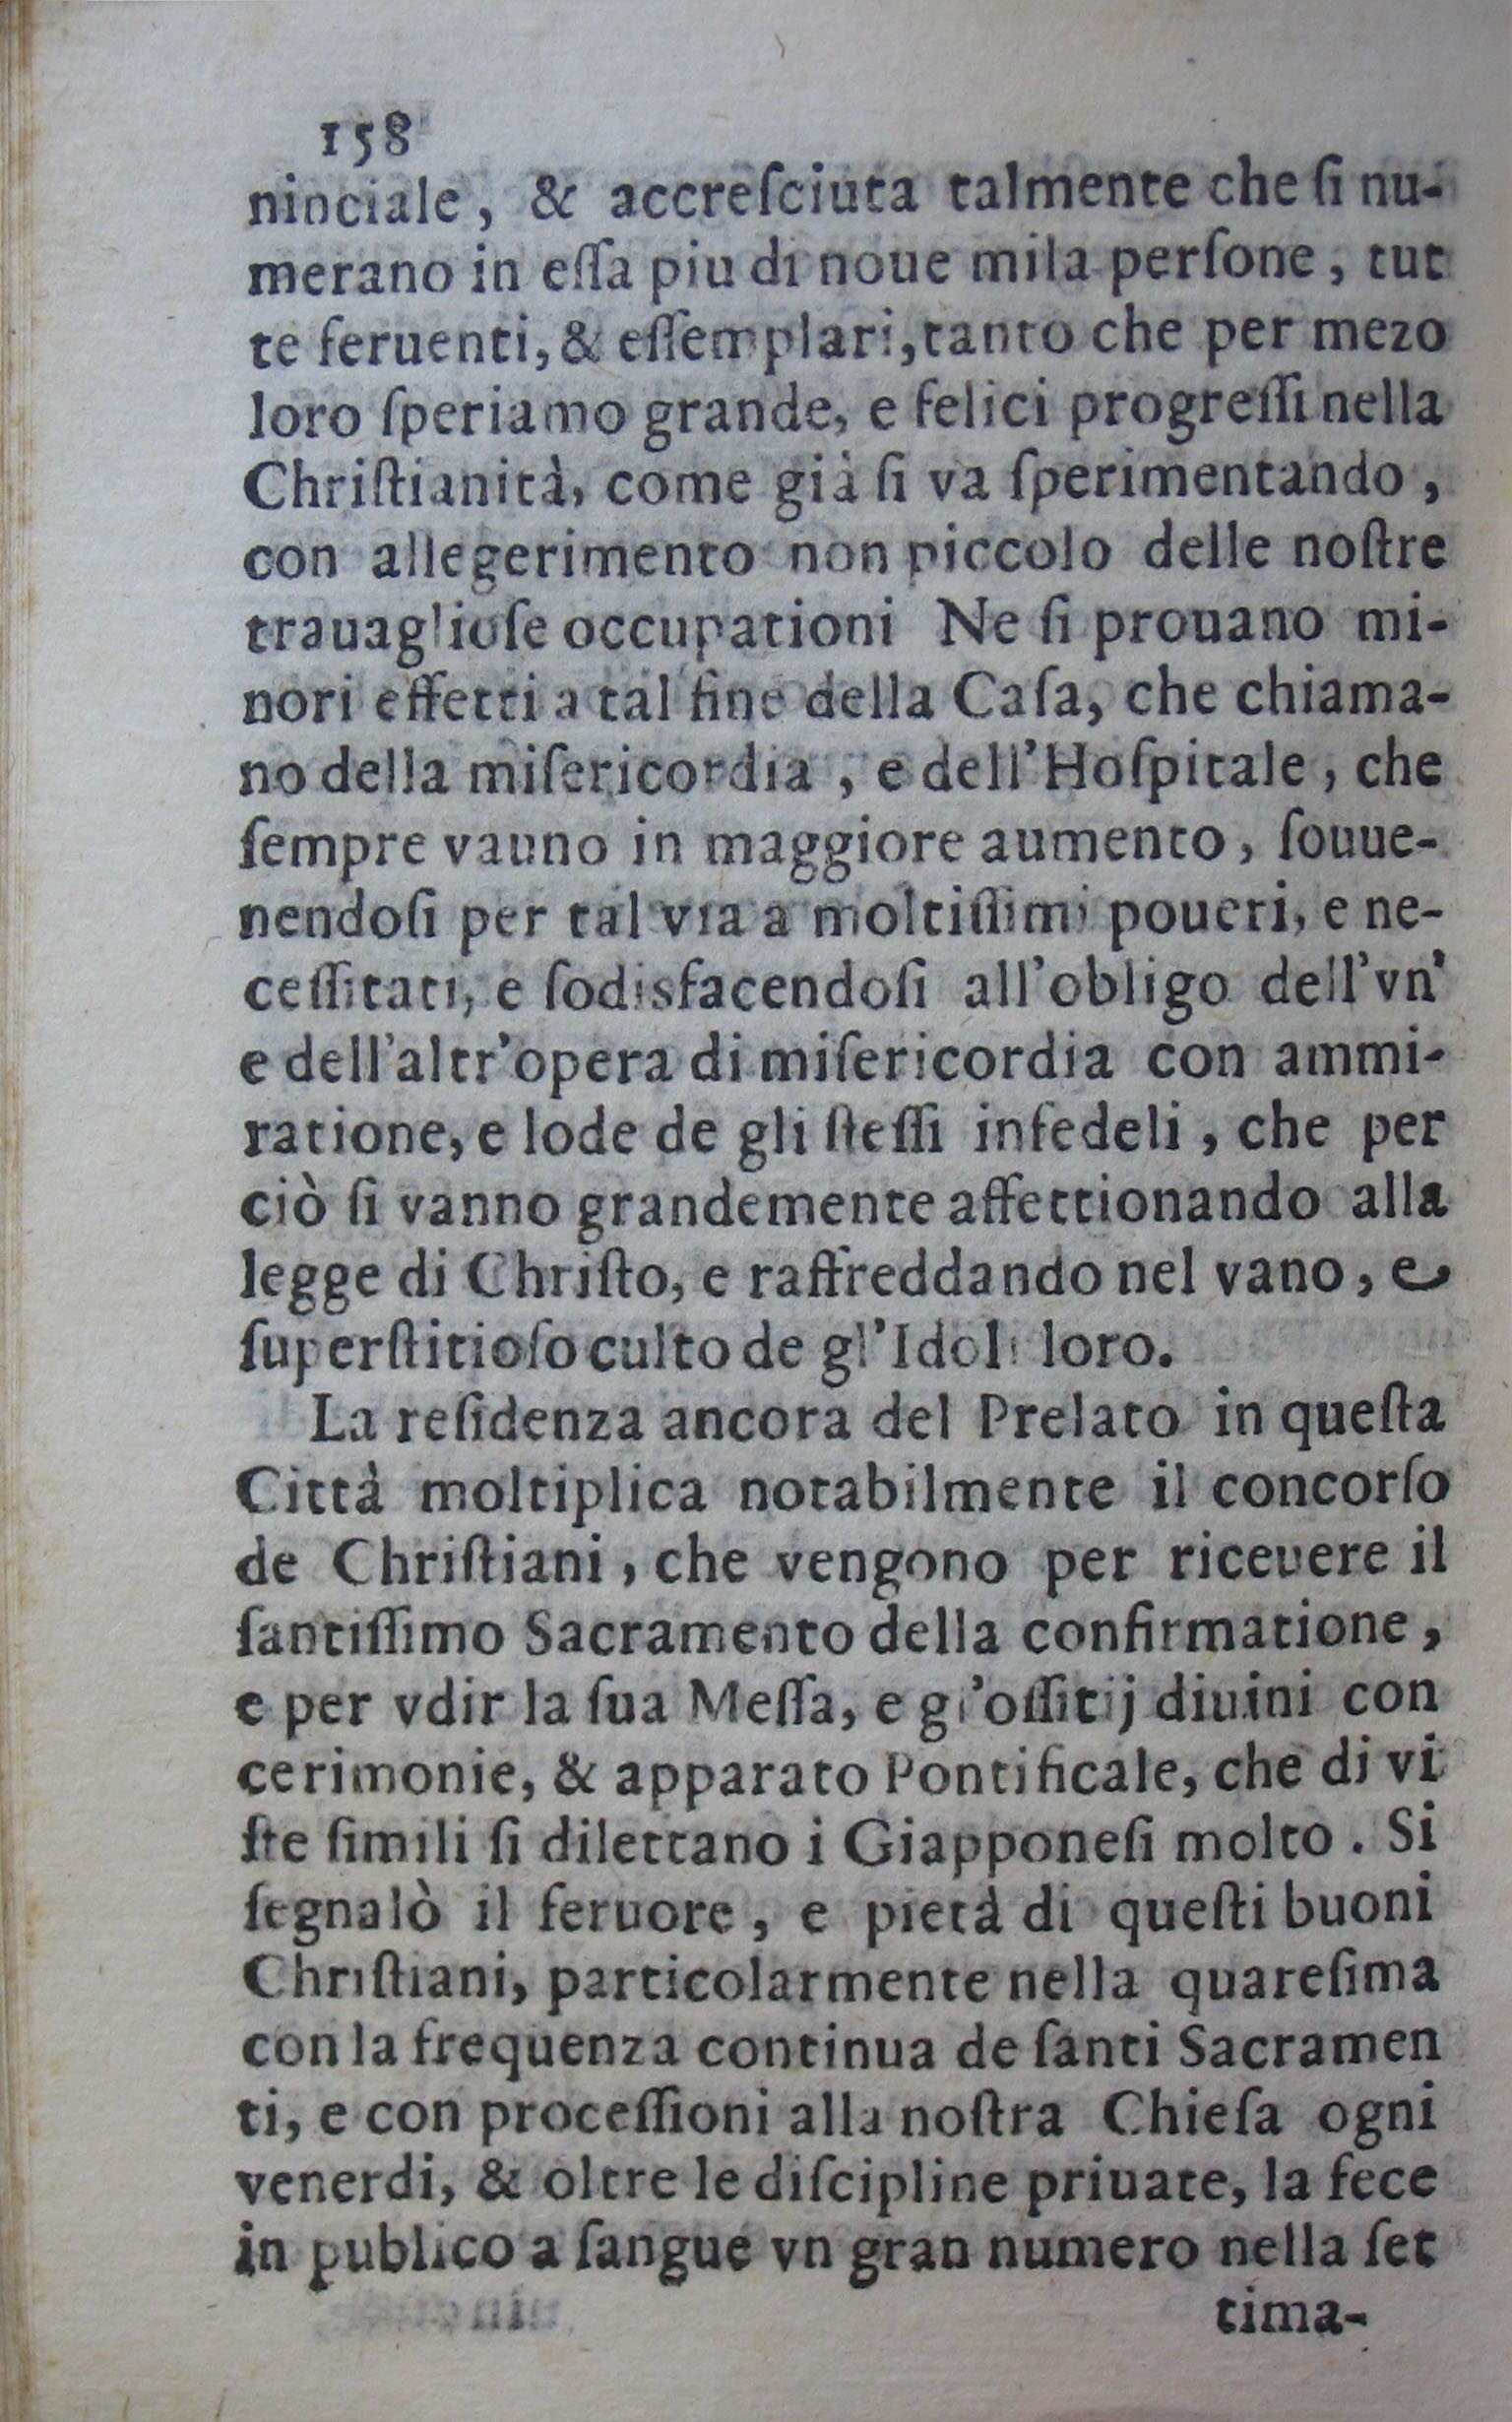 158
ninciale, & accreſciuta talmente che ſi nu-
merano in eſſa piu di noue mila perſone, tut
te feruenti, & eſſemplari, tanto che per mezo
loro ſperiamo grande, e felici progreſſi nella
Chriſtianità, come già ſi va ſperimentando,
con allegerimento non piccolo delle noſtre
trauaglioſe occupationi Ne ſi prouano mi-
nori effetti a tal fine della Caſa, che chiama-
no della miſericordia, e dell'Hoſpitale, che
ſempre vauno in maggiore aumento, ſouue-
nendoſi per tal via a moltiſſimi poueri, e ne-
ceſſitati, e ſodisfacendoſi all'obligo dell'vn'
e dell'altr'opera di miſericordia con ammi-
ratione, e lode de gli ſteſſi infedeli, che per
ciò ſi vanno grandemente affettionando alla
legge di Chriſto, e raffreddando nel vano, e
ſuperſtitioſo culto de gl'Idoli loro.
La reſidenza ancora del Prelato in queſta
Città moltiplica notabilmente il concorſo
de Chriſtiani, che vengono per riceuere il
ſantiſſimo Sacramento della confirmatione,
e per vdir la ſua Meſſa, e gl'oſſitij diuini con
cerimonie, & apparato Pontificale, che di vi
ſte ſimili ſi dilettano i Giapponeſi molto. Si
ſegnalò il feruore, e pietà di queſti buoni
Chriſtiani, particolarmente nella quareſima
con la frequenza continua de ſanti Sacramen
ti, e con proceſſioni alla noſtra Chieſa ogni
venerdi, & oltre le diſcipline priuate, la fece
in publico a ſangue vn gran numero nella ſet
tima-